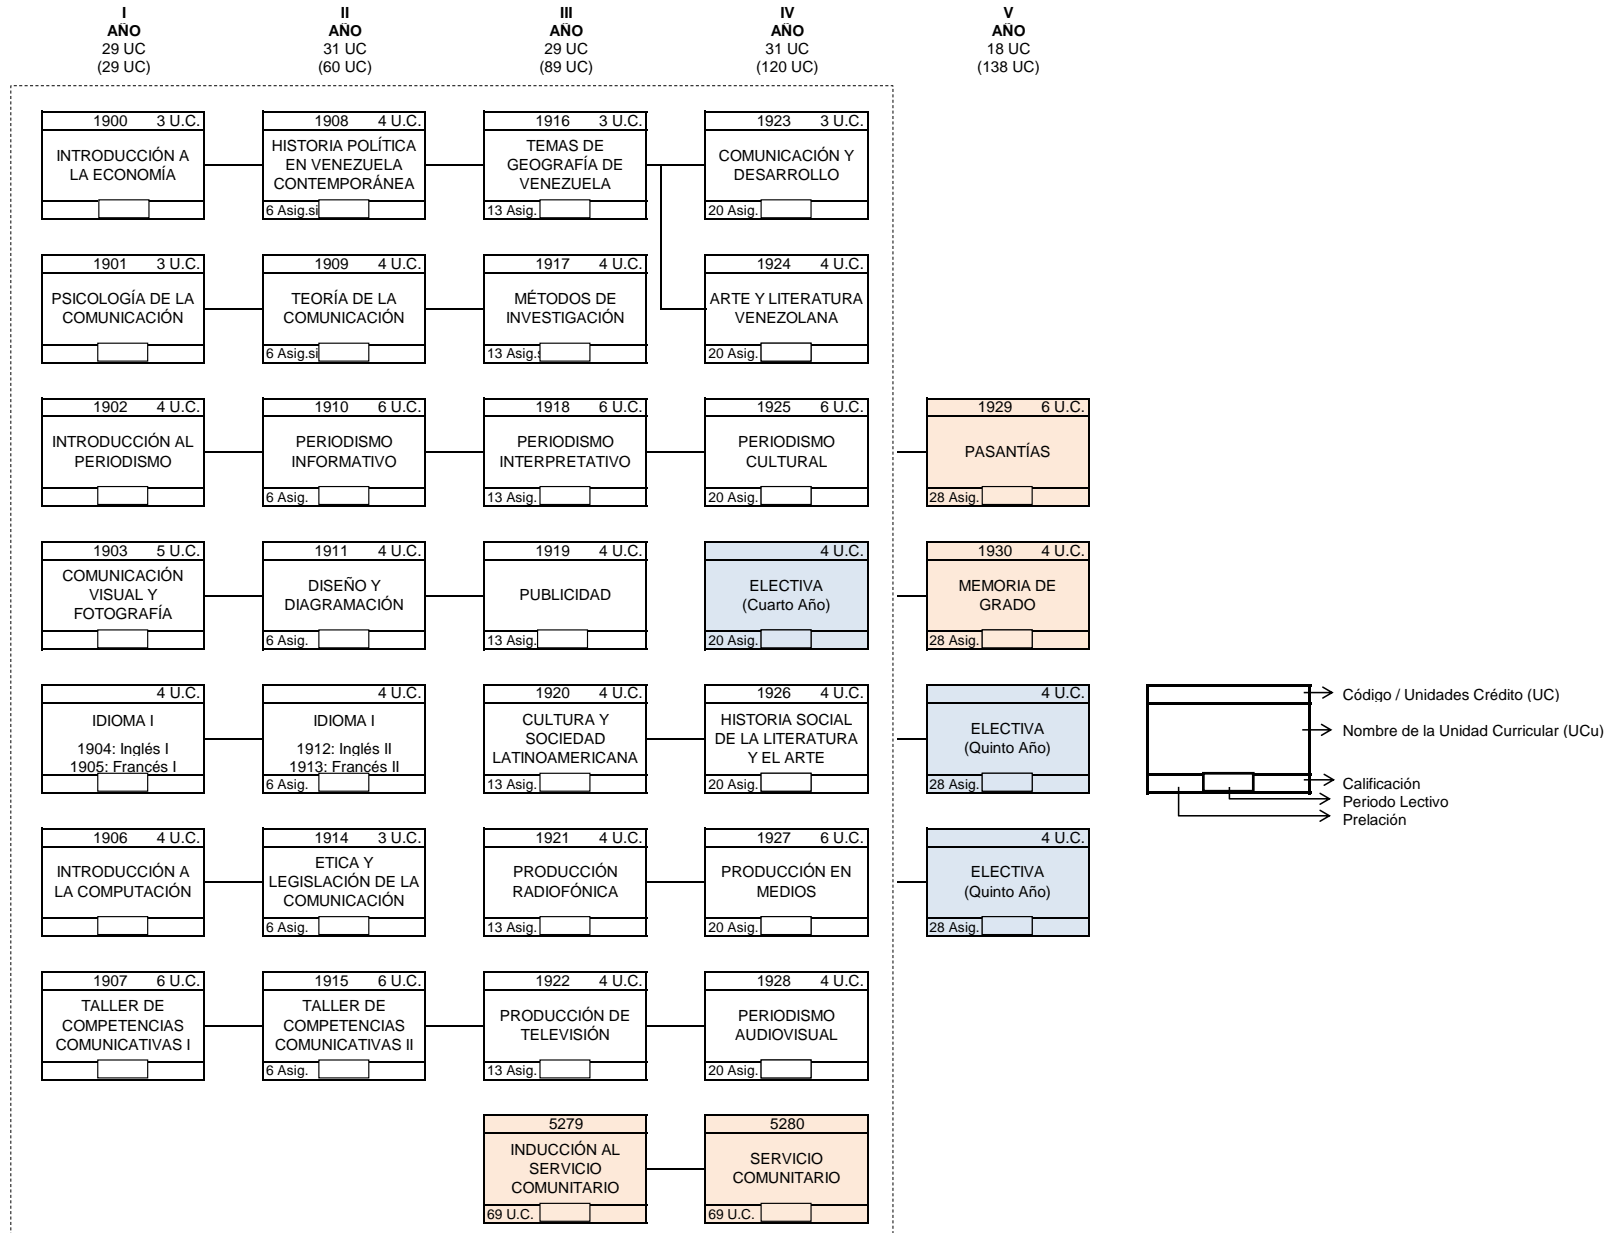 I
AÑO
29 UC
(29 UC)
II
AÑO
31 UC
(60 UC)
III
AÑO
29 UC
(89 UC)
IV
AÑO
31 UC
(120 UC)
V
AÑO
18 UC
(138 UC)
1900 3 U.C.
INTRODUCCIÓN A
LA ECONOMÍA
1908 4 U.C.
HISTORIA POLÍTICA
EN VENEZUELA
CONTEMPORÁNEA
6 Asig.si
1916 3 U.C.
TEMAS DE
GEOGRAFÍA DE
VENEZUELA
13 Asig.
1923 3 U.C.
COMUNICACIÓN Y
DESARROLLO
20 Asig.
1901 3 U.C.
PSICOLOGÍA DE LA
COMUNICACIÓN
1909 4 U.C.
TEORÍA DE LA
COMUNICACIÓN
6 Asig.si
1917 4 U.C.
MÉTODOS DE
INVESTIGACIÓN
13 Asig.s
1924 4 U.C.
ARTE Y LITERATURA
VENEZOLANA
20 Asig.
1902 4 U.C.
INTRODUCCIÓN AL
PERIODISMO
1910 6 U.C.
PERIODISMO
INFORMATIVO
6 Asig.
1918 6 U.C.
PERIODISMO
INTERPRETATIVO
13 Asig.
1925 6 U.C.
PERIODISMO
CULTURAL
20 Asig.
1929 6 U.C.
PASANTÍAS
28 Asig.
1903 5 U.C.
COMUNICACIÓN
VISUAL Y
FOTOGRAFÍA
1911 4 U.C.
DISEÑO Y
DIAGRAMACIÓN
6 Asig.
1919 4 U.C.
PUBLICIDAD
13 Asig.
4 U.C.
ELECTIVA
(Cuarto Año)
20 Asig.
1930 4 U.C.
MEMORIA DE
GRADO
28 Asig.
4 U.C.
IDIOMA I
1904: Inglés I
1905: Francés I
4 U.C.
IDIOMA I
1912: Inglés II
1913: Francés II
6 Asig.
1920 4 U.C.
CULTURA Y
SOCIEDAD
LATINOAMERICANA
13 Asig.
1926 4 U.C.
HISTORIA SOCIAL
DE LA LITERATURA
Y EL ARTE
20 Asig.
4 U.C.
ELECTIVA
(Quinto Año)
28 Asig.
Código / Unidades Crédito (UC)
Nombre de la Unidad Curricular (UCu)
Calificación
Periodo Lectivo
Prelación
1906 4 U.C.
INTRODUCCIÓN A
LA COMPUTACIÓN
1914 3 U.C.
ETICA Y
LEGISLACIÓN DE LA
COMUNICACIÓN
6 Asig.
1921 4 U.C.
PRODUCCIÓN
RADIOFÓNICA
13 Asig.
1927 6 U.C.
PRODUCCIÓN EN
MEDIOS
20 Asig.
4 U.C.
ELECTIVA
(Quinto Año)
28 Asig.
1907 6 U.C.
TALLER DE
COMPETENCIAS
COMUNICATIVAS I
1915 6 U.C.
TALLER DE
COMPETENCIAS
COMUNICATIVAS II
6 Asig.
1922 4 U.C.
PRODUCCIÓN DE
TELEVISIÓN
13 Asig.
1928 4 U.C.
PERIODISMO
AUDIOVISUAL
20 Asig.
5279
INDUCCIÓN AL
SERVICIO
COMUNITARIO
69 U.C.
5280
SERVICIO
COMUNITARIO
69 U.C.